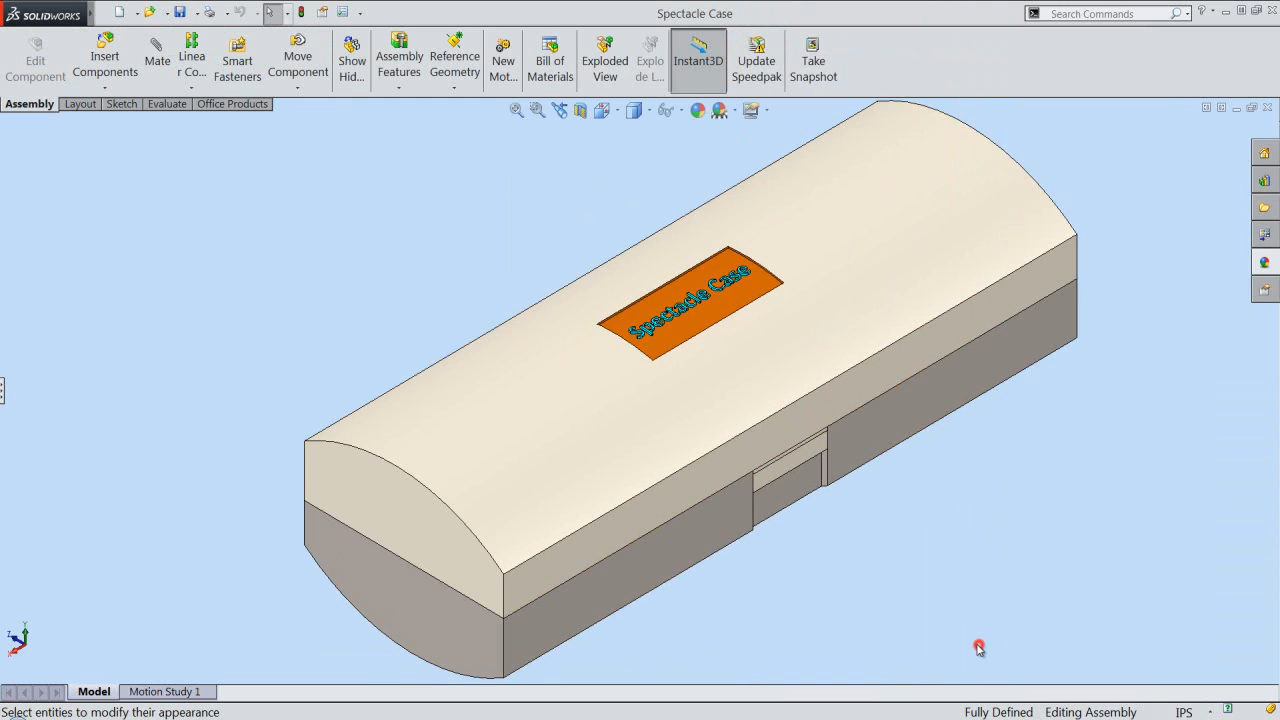 SOLIDWORKS
Spectacle Case
Search Commands
Edit
Component
Insert
Components
Mate
Linea
r Co...
Smart
Fasteners
Move
Component
Show
Hid...
Assembly
Features
Reference
Geometry
New
Mot...
Bill of
Materials
Exploded
View
Explo
de L...
Instant3D
Update
Speedpak
Take
Snapshot
Assembly
Layout
Sketch
Evaluate
Office Products
Spectacle Case
Y
Z
X
Model
Motion Study 1
Select entities to modify their appearance
Fully Defined
Editing Assembly
IPS